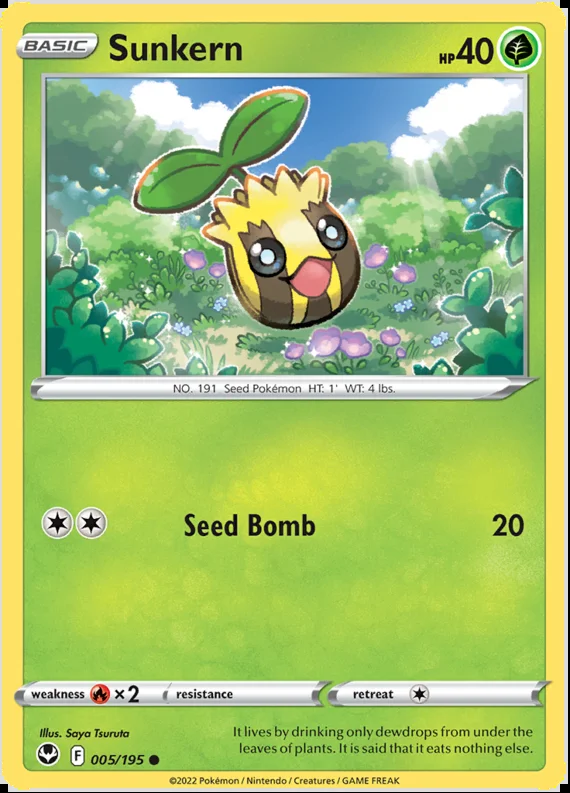 BASIC Sunkern HP40
NO. 191 Seed Pokémon HT: 1' WT: 4 lbs.
Seed Bomb 20
weakness ×2 resistance retreat
Illus. Saya Tsuruta
It lives by drinking only dewdrops from under the
leaves of plants. It is said that it eats nothing else.
F 005/195
©2022 Pokémon / Nintendo / Creatures / GAME FREAK